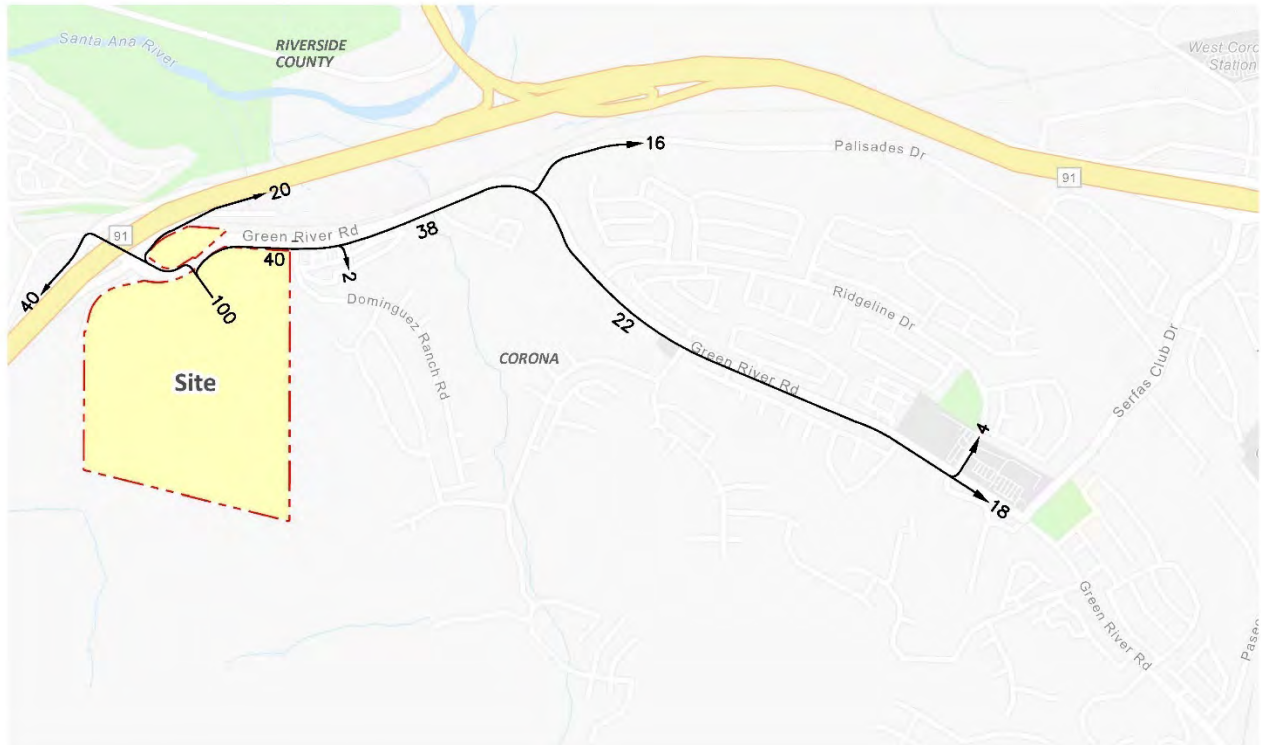 Santa Ana River
RIVERSIDE
COUNTY
West Coro
Station
16
Palisades Dr
91
20
91
Green River Rd
38
40
40
2
100
Dominguez Ranch Rd
Ridgeline Dr
22
CORONA
Green River Rd
Site
Serfas Club Dr
4
18
Green River Rd
Paseo